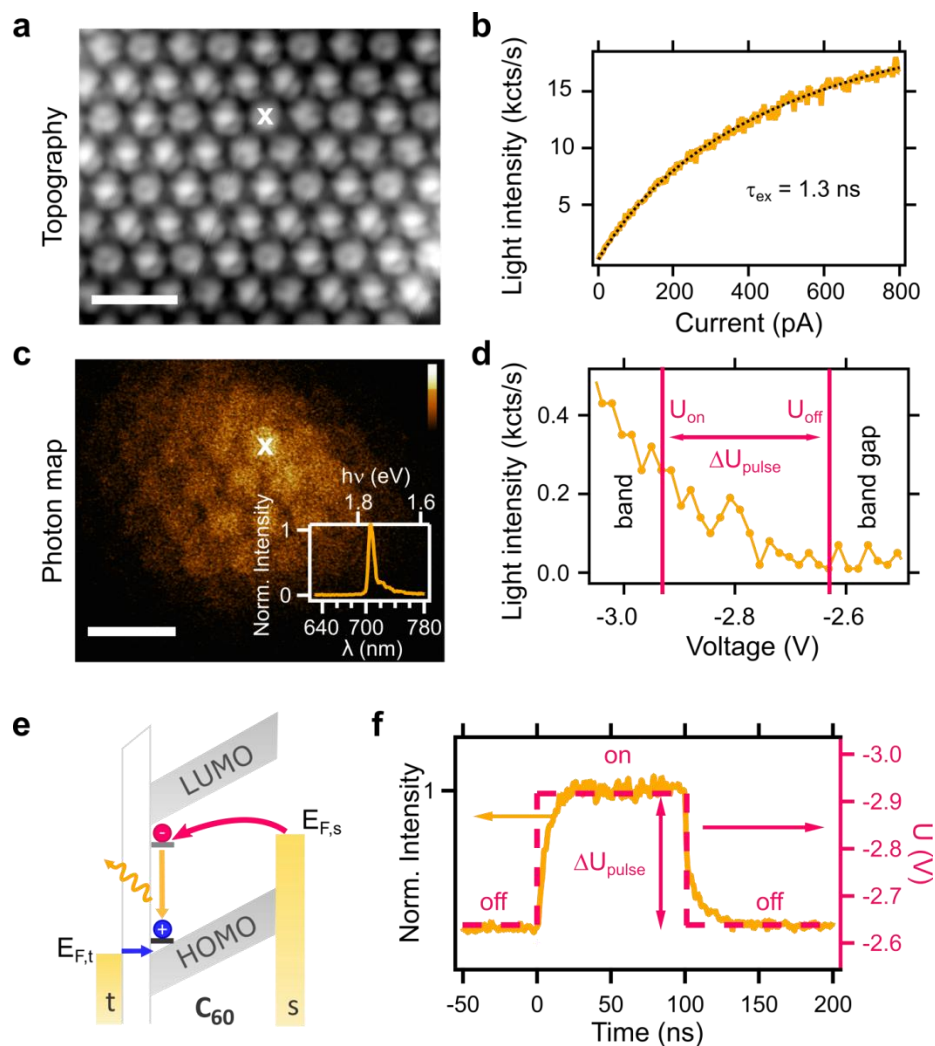 a
Topography
x
b
Light intensity (kcts/s)
15
10
5
τex = 1.3 ns
0 200 400 600 800
Current (pA)
c
Photon map
x
hν (eV)
1.8 1.6
Norm. Intensity
1
0
640 700 780
λ (nm)
d
Light intensity (kcts/s)
0.4
0.2
0.0
Uon
Uoff
ΔUpulse
band
band gap
-3.0 -2.8 -2.6
Voltage (V)
e
LUMO
-
EF,s
+
HOMO
EF,t
t
C60
s
f
Norm. Intensity
1
on
off
ΔUpulse
off
-3.0
-2.9
-2.8
-2.7
-2.6
U (V)
-50 0 50 100 150 200
Time (ns)